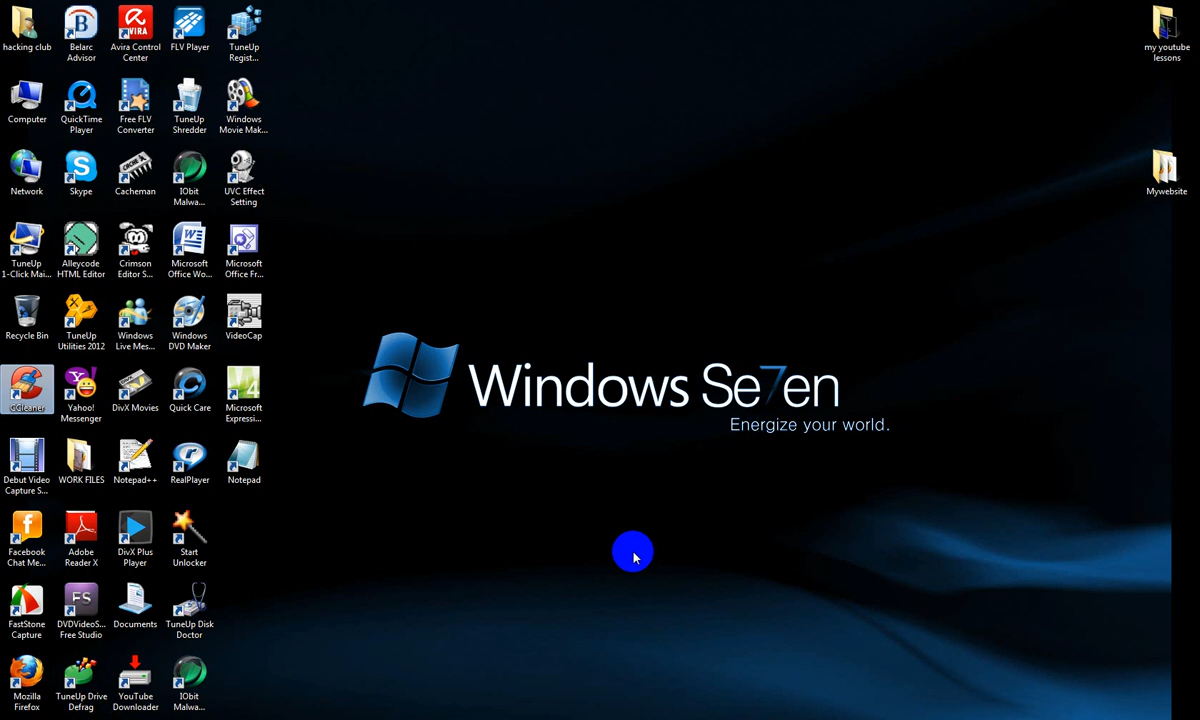 hacking club
Belarc
Advisor
Avira Control
Center
FLV Player
TuneUp
Regist...
my youtube
lessons
Computer
QuickTime
Player
Free FLV
Converter
TuneUp
Shredder
Windows
Movie Mak...
Network
Skype
Cacheman
IObit
Malwa...
UVC Effect
Setting
Mywebsite
TuneUp
1-Click Mai...
Alleycode
HTML Editor
Crimson
Editor S...
Microsoft
Office Wo...
Microsoft
Office Fr...
Recycle Bin
TuneUp
Utilities 2012
Windows
Live Mes...
Windows
DVD Maker
VideoCap
Windows Se7en
Energize your world.
CCleaner
Yahoo!
Messenger
DivX Movies
Quick Care
Microsoft
Expressi...
Debut Video
Capture S...
WORK FILES
Notepad++
RealPlayer
Notepad
Facebook
Chat Me...
Adobe
Reader X
DivX Plus
Player
Start
Unlocker
FastStone
Capture
DVDVideoS...
Free Studio
Documents
TuneUp Disk
Doctor
Mozilla
Firefox
TuneUp Drive
Defrag
YouTube
Downloader
IObit
Malwa...